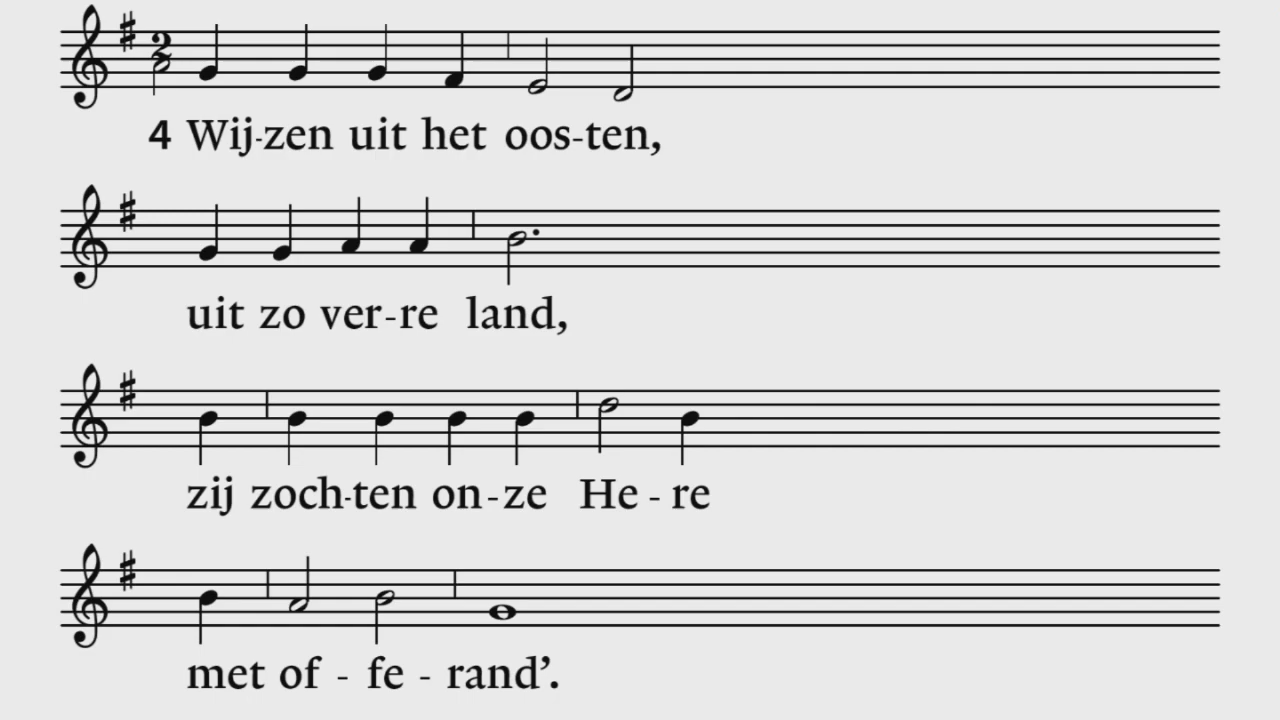 4 Wij-zen uit het oos-ten,
uit zo ver-re land,
zij zoch-ten on-ze He-re
met of-fe-rand’.